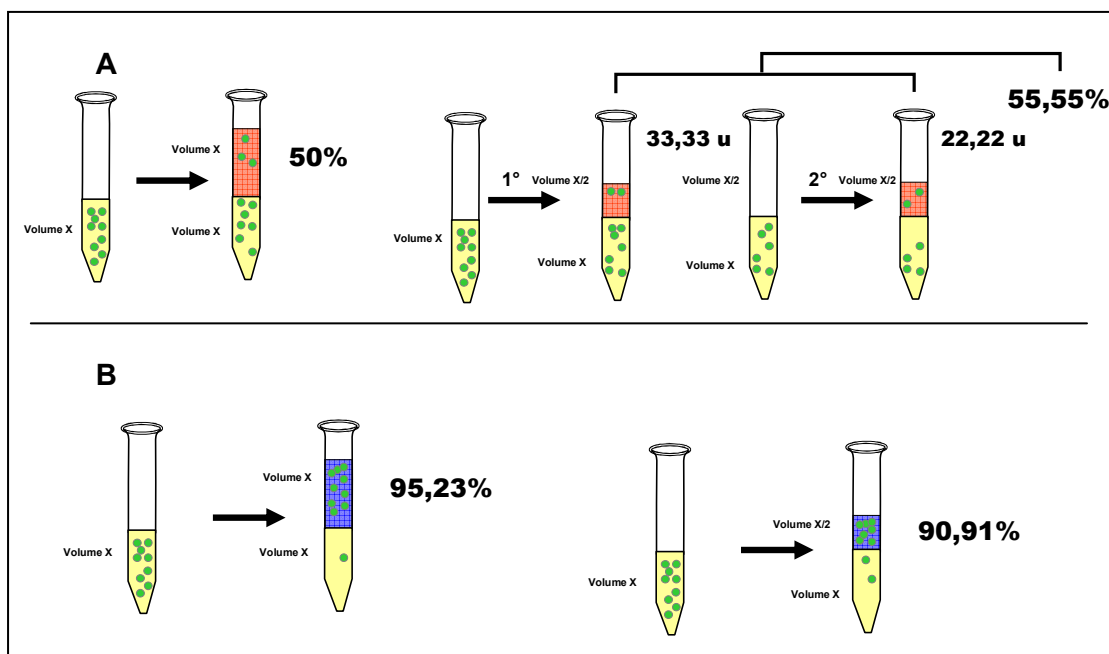 A
Volume X
Volume X
Volume X
50%
Volume X
1°
Volume X/2
Volume X
33,33 u
Volume X/2
Volume X
2°
Volume X/2
22,22 u
55,55%
B
Volume X
Volume X
Volume X
95,23%
Volume X
Volume X/2
Volume X
90,91%